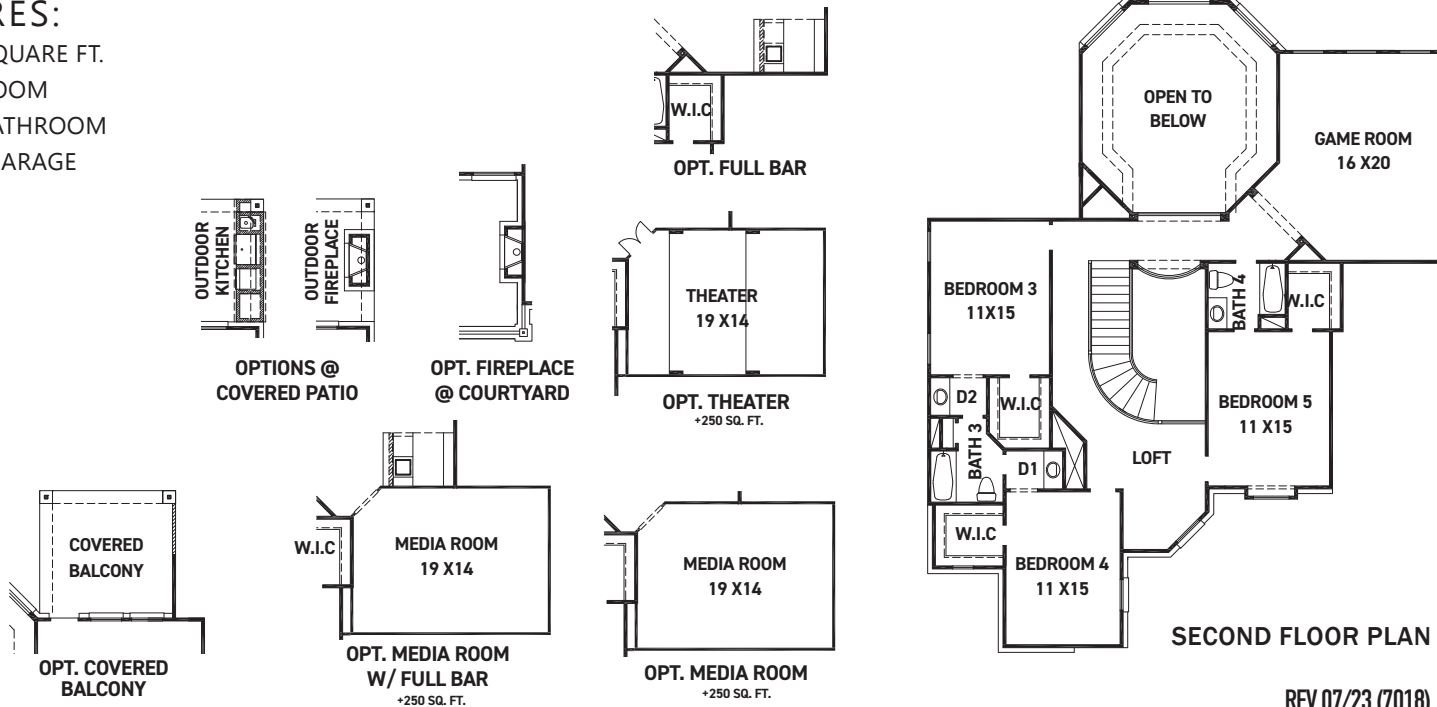 RES:
QUARE FT.
OOM
ATHROOM
ARAGE
W.I.C
OPT. FULL BAR
OUTDOOR
KITCHEN
OUTDOOR
FIREPLACE
OPTIONS @
COVERED PATIO
OPT. FIREPLACE
@ COURTYARD
THEATER
19 X14
OPT. THEATER
+250 SQ. FT.
COVERED
BALCONY
OPT. COVERED
BALCONY
W.I.C
MEDIA ROOM
19 X14
OPT. MEDIA ROOM
W/ FULL BAR
+250 SQ. FT.
MEDIA ROOM
19 X14
OPT. MEDIA ROOM
+250 SQ. FT.
OPEN TO
BELOW
GAME ROOM
16 X20
BEDROOM 3
11X15
BATH 4
W.I.C
D2
W.I.C
BATH 3
D1
LOFT
BEDROOM 5
11 X15
W.I.C
BEDROOM 4
11 X15
SECOND FLOOR PLAN
REV 07/23 (7018)